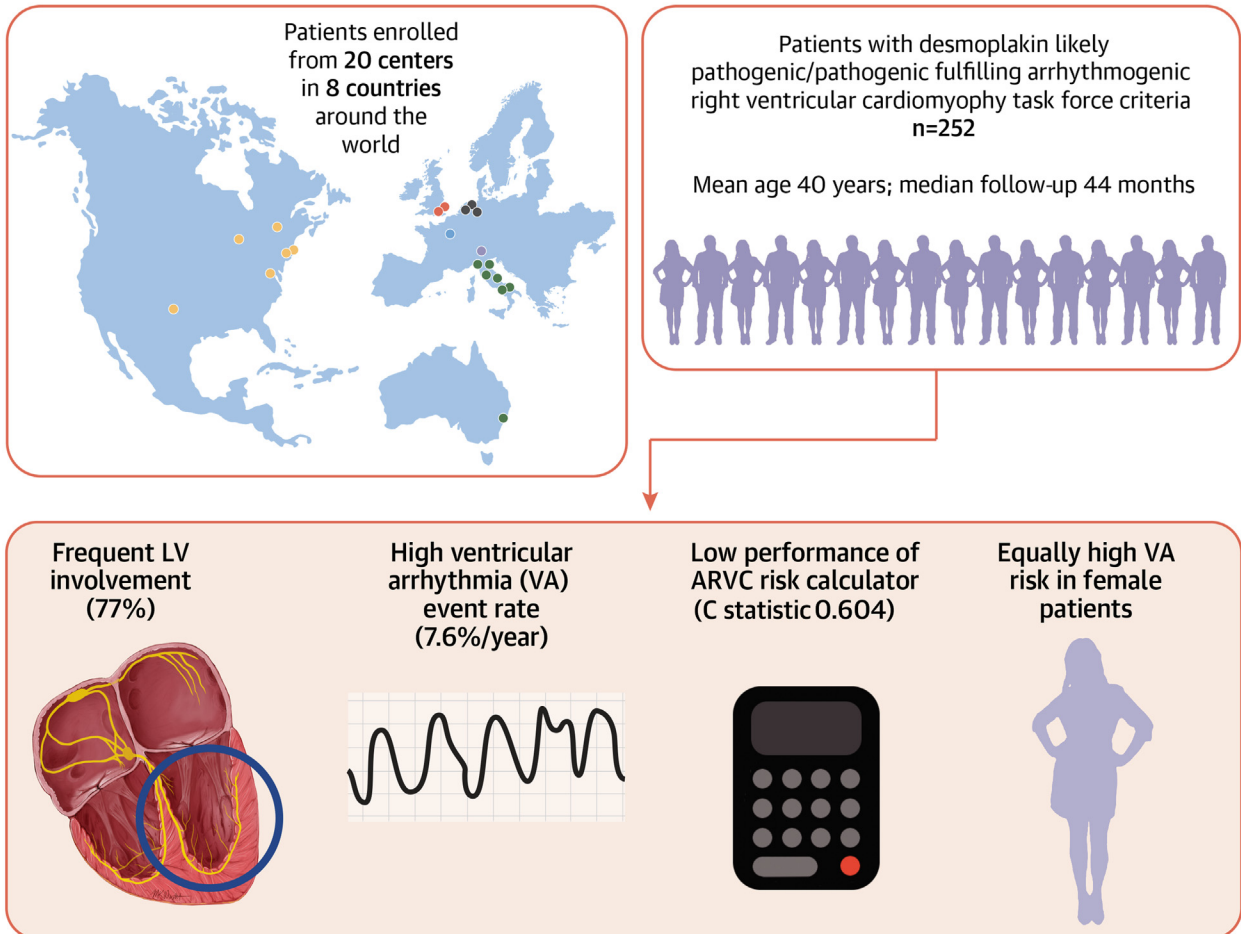 Patients enrolled
from 20 centers
in 8 countries
around the
world
Patients with desmoplakin likely
pathogenic/pathogenic fulfilling arrhythmogenic
right ventricular cardiomyophy task force criteria
n=252
Mean age 40 years; median follow-up 44 months
Frequent LV
involvement
(77%)
High ventricular
arrhythmia (VA)
event rate
(7.6%/year)
Low performance of
ARVC risk calculator
(C statistic 0.604)
Equally high VA
risk in female
patients